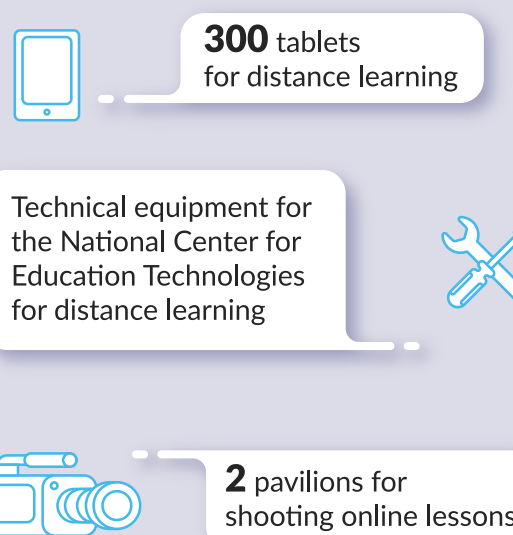 300 tablets
for distance learning
Technical equipment for
the National Center for
Education Technologies
for distance learning
2 pavilions for
shooting online lessons